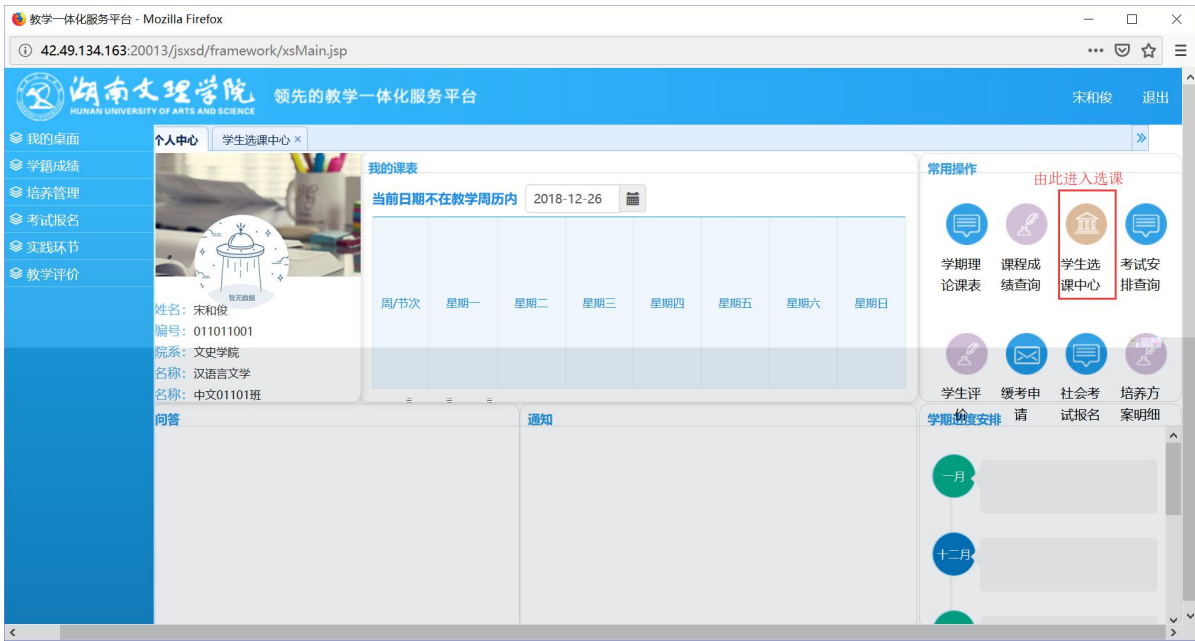 教学一体化服务平台 - Mozilla Firefox
42.49.134.163:20013/jsxsd/framework/xsMain.jsp
湖南文理学院
HUNAN UNIVERSITY OF ARTS AND SCIENCE
领先的教学一体化服务平台
宋和俊 退出
我的桌面
学籍成绩
培养管理
考试报名
实践环节
教学评价
个人中心 学生选课中心 ×
暂无数据
姓名：宋和俊
编号：011011001
院系：文史学院
名称：汉语言文学
名称：中文01101班
我的课表
当前日期不在教学周历内 2018-12-26
周/节次 星期一 星期二 星期三 星期四 星期五 星期六 星期日
常用操作
由此进入选课
学期理
论课表
课程成
绩查询
学生选
课中心
考试安
排查询
学生评
价
缓考申
请
社会考
试报名
培养方
案明细
问答
通知
学期进度安排
一月
十二月